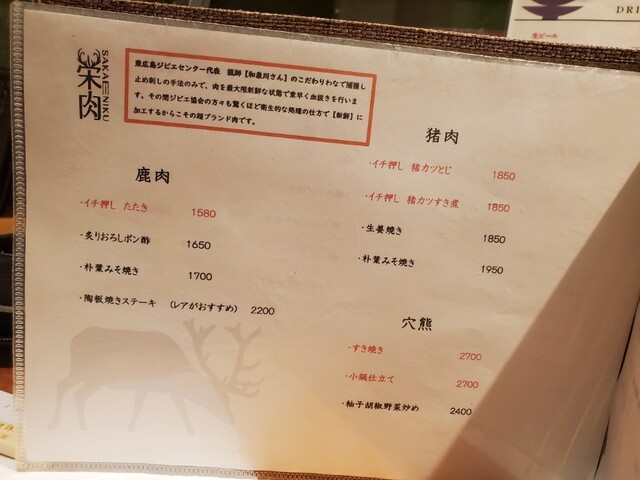 DRI
生ビール
栄肉
SAKAENIKU
東広島ジビエセンター代表 猟師【和泉川さん】のこだわりわなで捕獲し
止め刺しの手法のみで、肉を最大限新鮮な状態で素早く血抜きを行いま
す。その間ジビエ協会の方々も驚くほど衛生的な処理の仕方で【新鮮】に
加工するからこその超ブランド肉です。
鹿肉
・イチ押し たたき 1580
・炙りおろしポン酢 1650
・朴葉みそ焼き 1700
・陶板焼きステーキ (レアがおすすめ) 2200
猪肉
・イチ押し 猪カツとじ 1850
・イチ押し 猪カツすき煮 1850
・生姜焼き 1850
・朴葉みそ焼き 1950
穴熊
・すき焼き 2700
・小鍋仕立て 2700
・柚子胡椒野菜炒め 2400